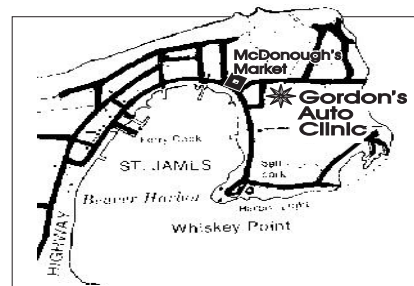 McDonough's
Market
Gordon's
Auto
Clinic
Ferry Dock
ST. JAMES
Beaver Harbor
Whiskey Point
HIGHWAY